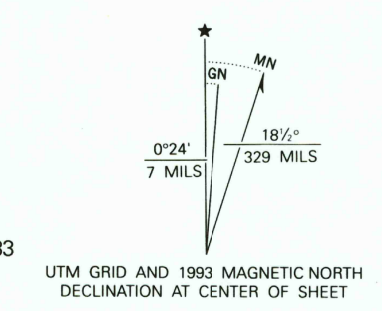 MN
GN
0°24'
7 MILS
18½°
329 MILS
33
UTM GRID AND 1993 MAGNETIC NORTH
DECLINATION AT CENTER OF SHEET